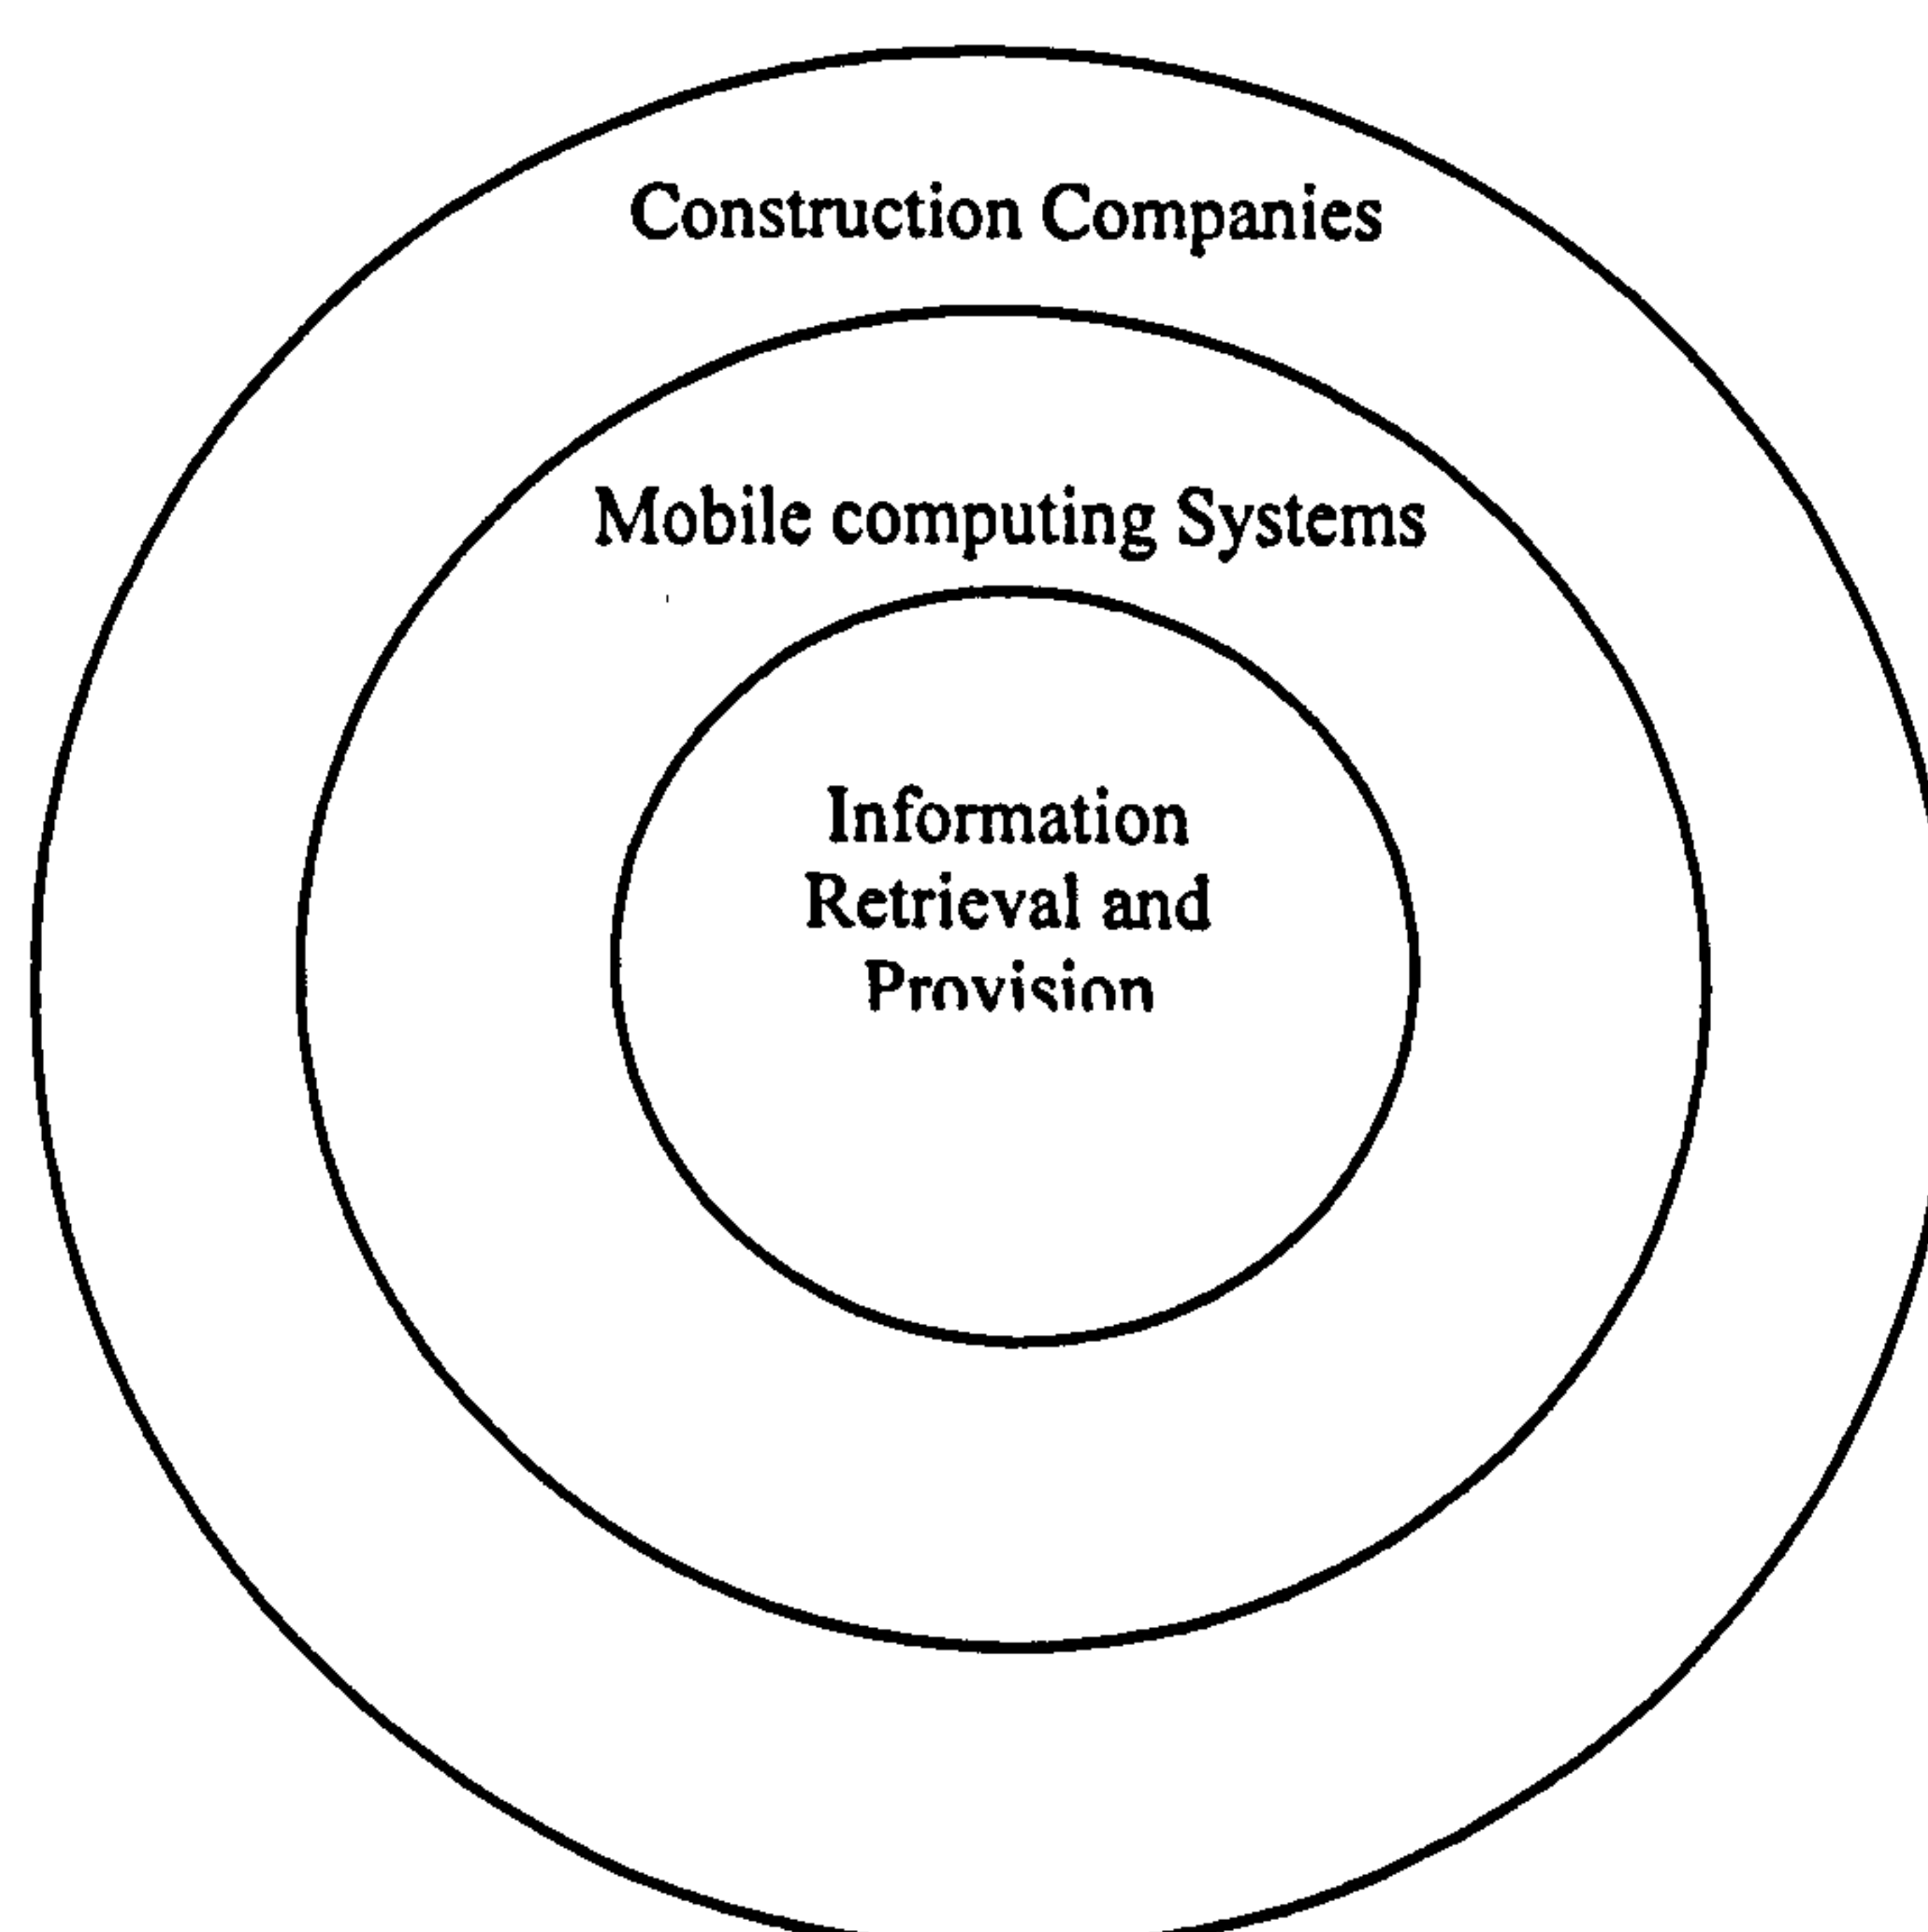 Construction Companies
Mobile computing Systems
Information
Retrieval and
Provision